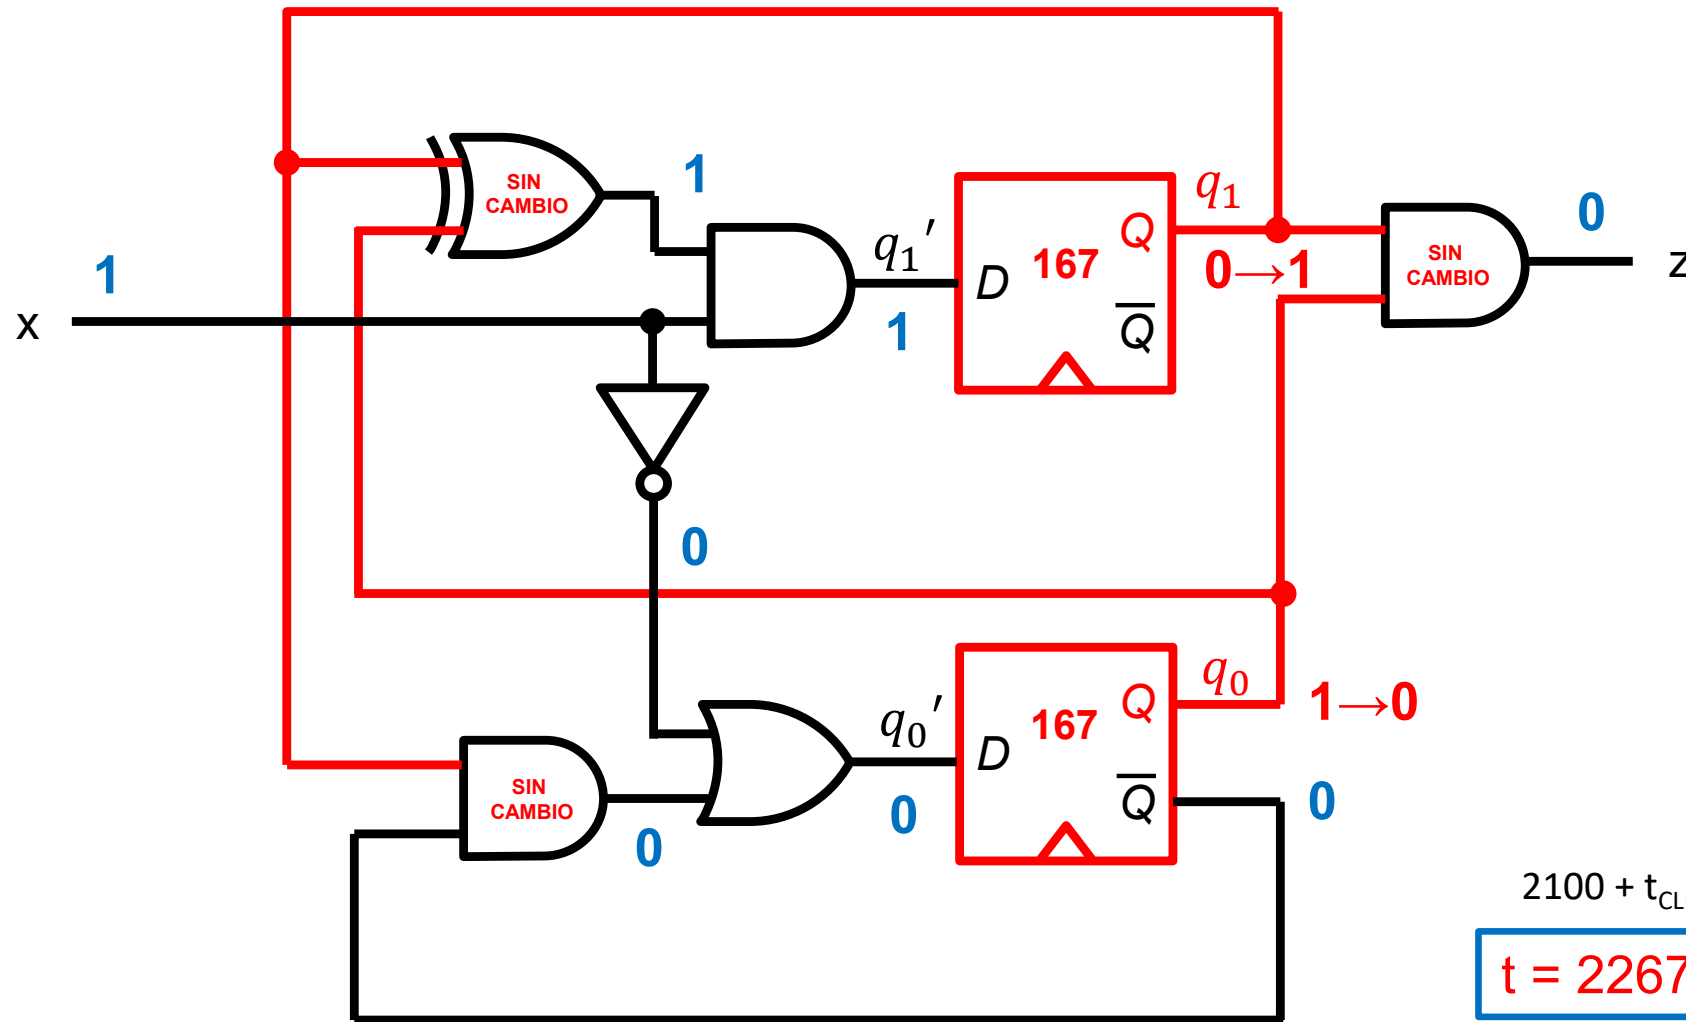 SIN
CAMBIO
1
q₁′
1
D
167
Q
Q̅
q₁
0→1
SIN
CAMBIO
0
z
1
x
0
SIN
CAMBIO
0
q₀′
0
D
167
Q
Q̅
q₀
1→0
0
2100 + t_CL
t = 2267